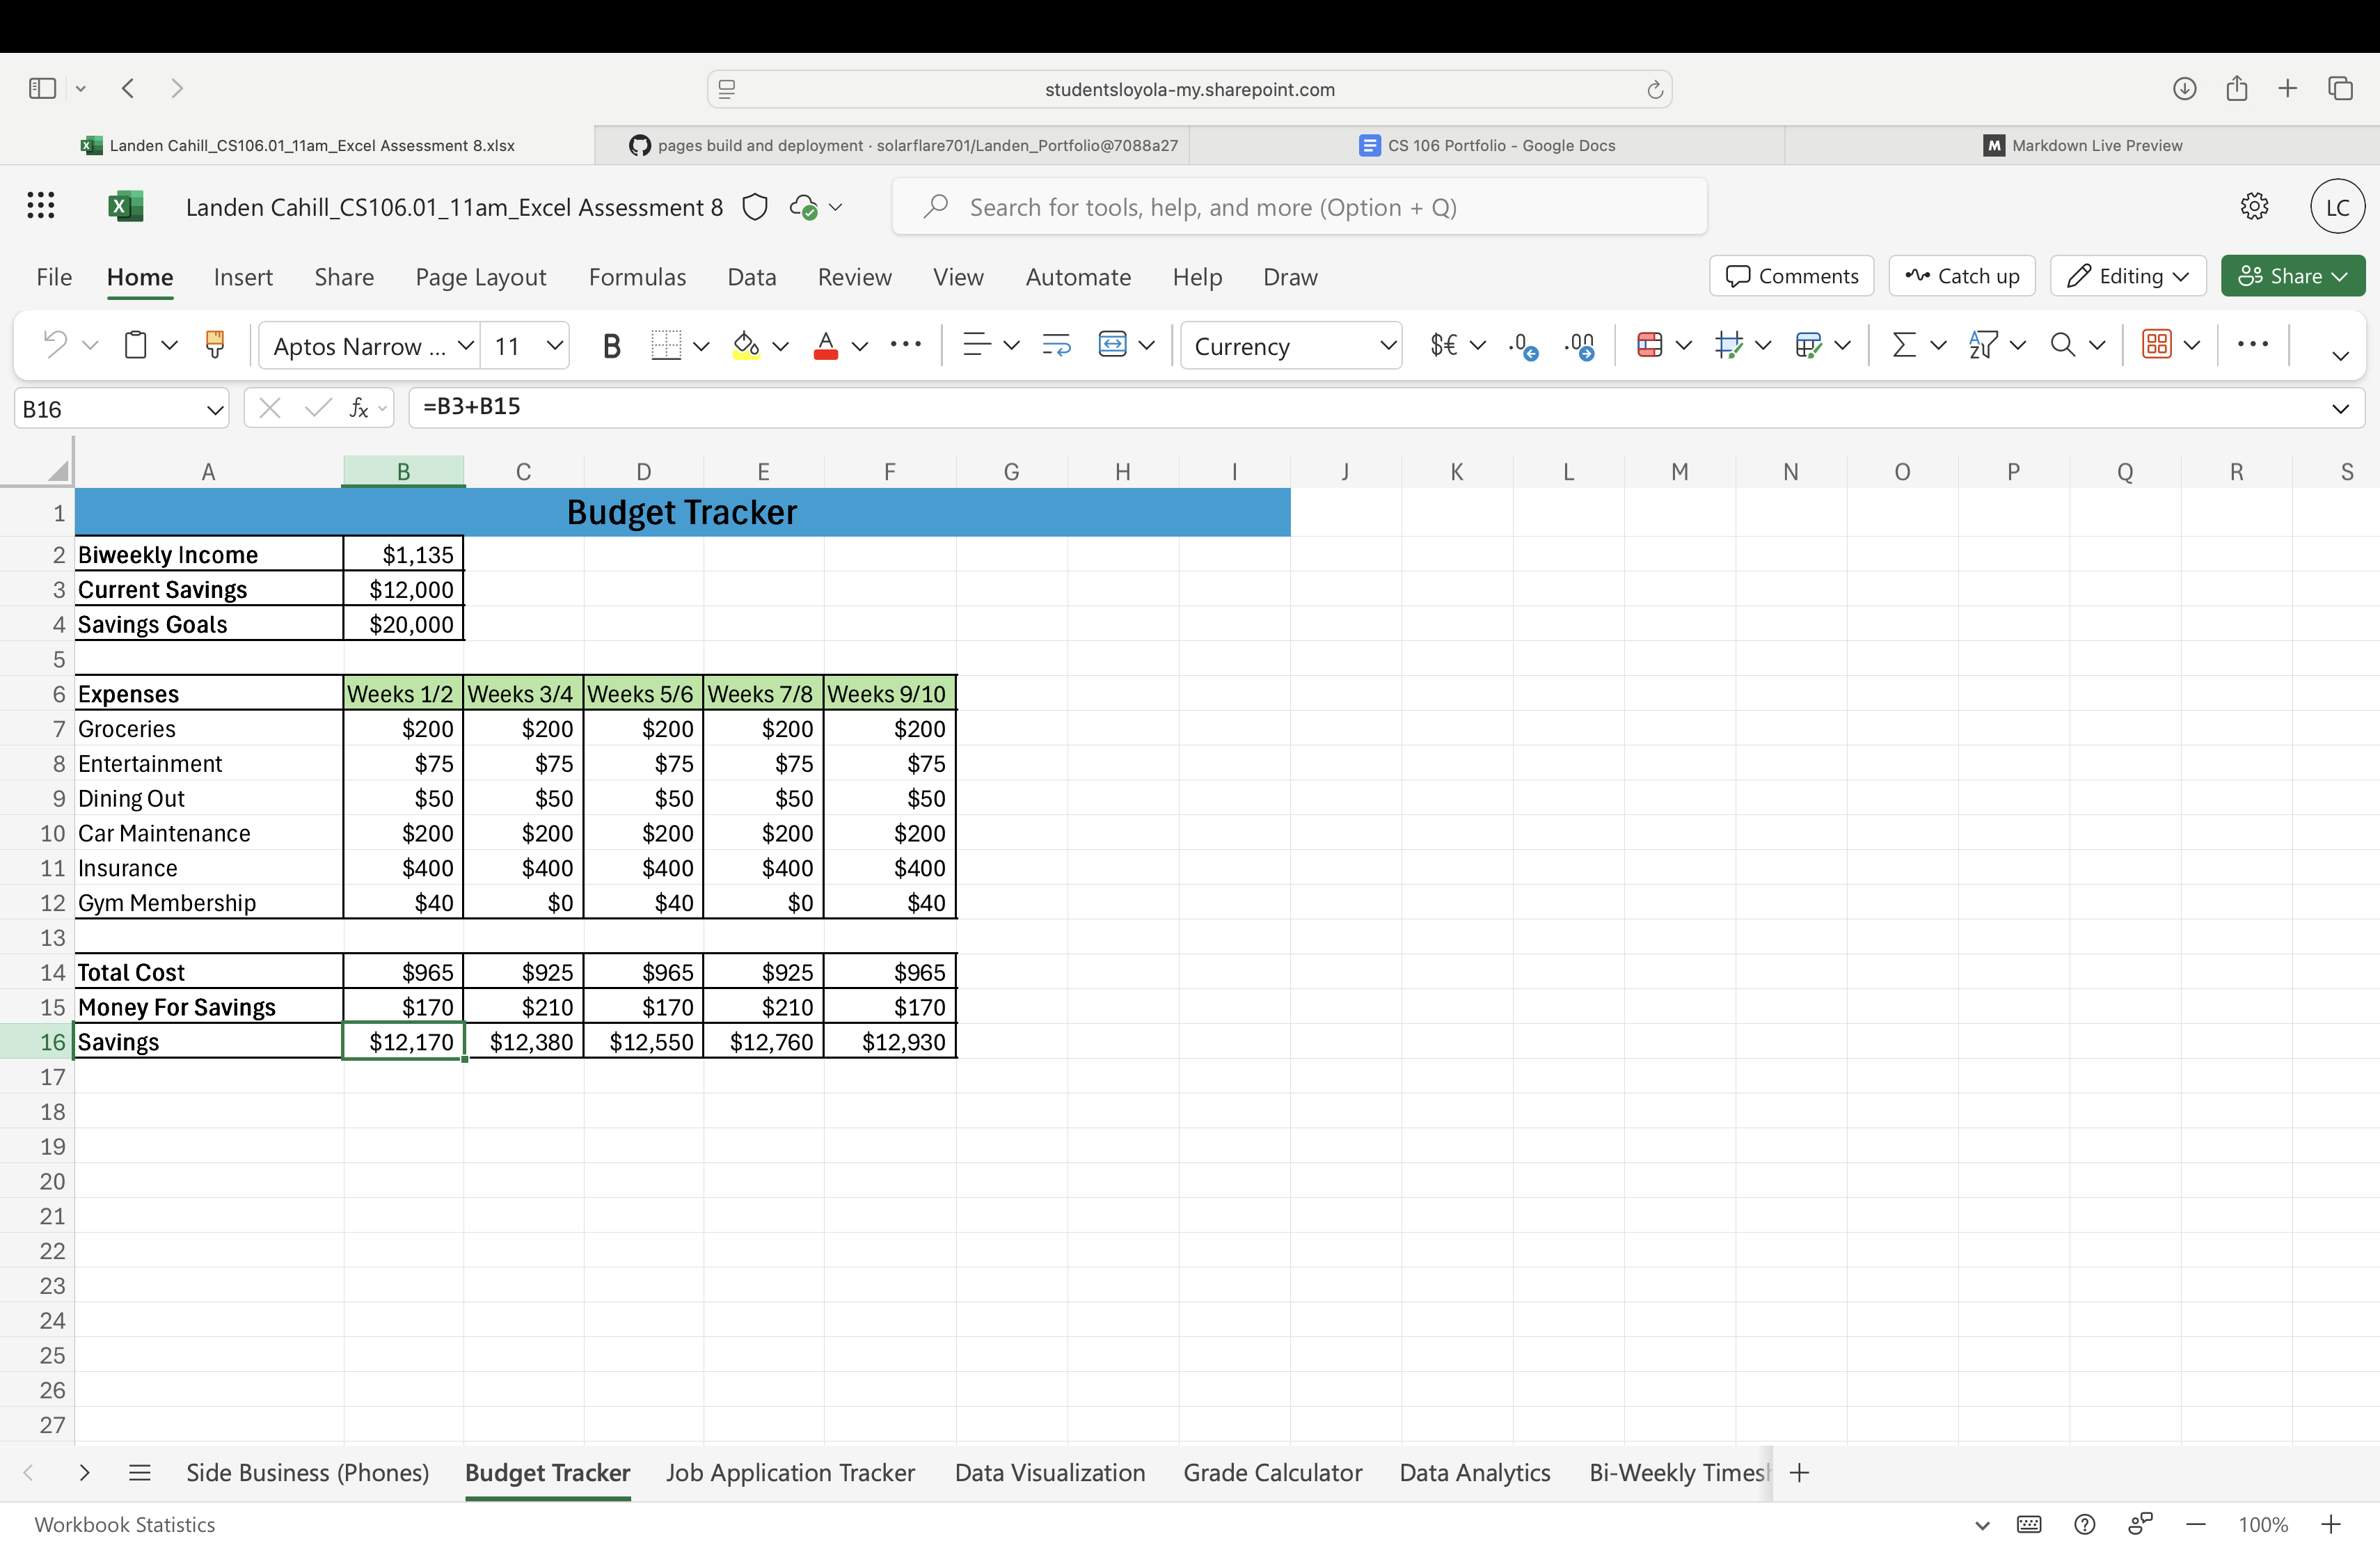 studentsloyola-my.sharepoint.com
Landen Cahill_CS106.01_11am_Excel Assessment 8.xlsx
pages build and deployment · solarflare701/Landen_Portfolio@7088a27
CS 106 Portfolio - Google Docs
M Markdown Live Preview
Landen Cahill_CS106.01_11am_Excel Assessment 8
Search for tools, help, and more (Option + Q)
LC
File Home Insert Share Page Layout Formulas Data Review View Automate Help Draw
Comments Catch up Editing Share
Aptos Narrow ... 11 B A Currency $€ .0 .00
B16 fx =B3+B15
A B C D E F G H I J K L M N O P Q R S
1 Budget Tracker
2 Biweekly Income $1,135
3 Current Savings $12,000
4 Savings Goals $20,000
5
6 Expenses Weeks 1/2 Weeks 3/4 Weeks 5/6 Weeks 7/8 Weeks 9/10
7 Groceries $200 $200 $200 $200 $200
8 Entertainment $75 $75 $75 $75 $75
9 Dining Out $50 $50 $50 $50 $50
10 Car Maintenance $200 $200 $200 $200 $200
11 Insurance $400 $400 $400 $400 $400
12 Gym Membership $40 $0 $40 $0 $40
13
14 Total Cost $965 $925 $965 $925 $965
15 Money For Savings $170 $210 $170 $210 $170
16 Savings $12,170 $12,380 $12,550 $12,760 $12,930
17
18
19
20
21
22
23
24
25
26
27
Side Business (Phones) Budget Tracker Job Application Tracker Data Visualization Grade Calculator Data Analytics Bi-Weekly Timesh
Workbook Statistics 100%